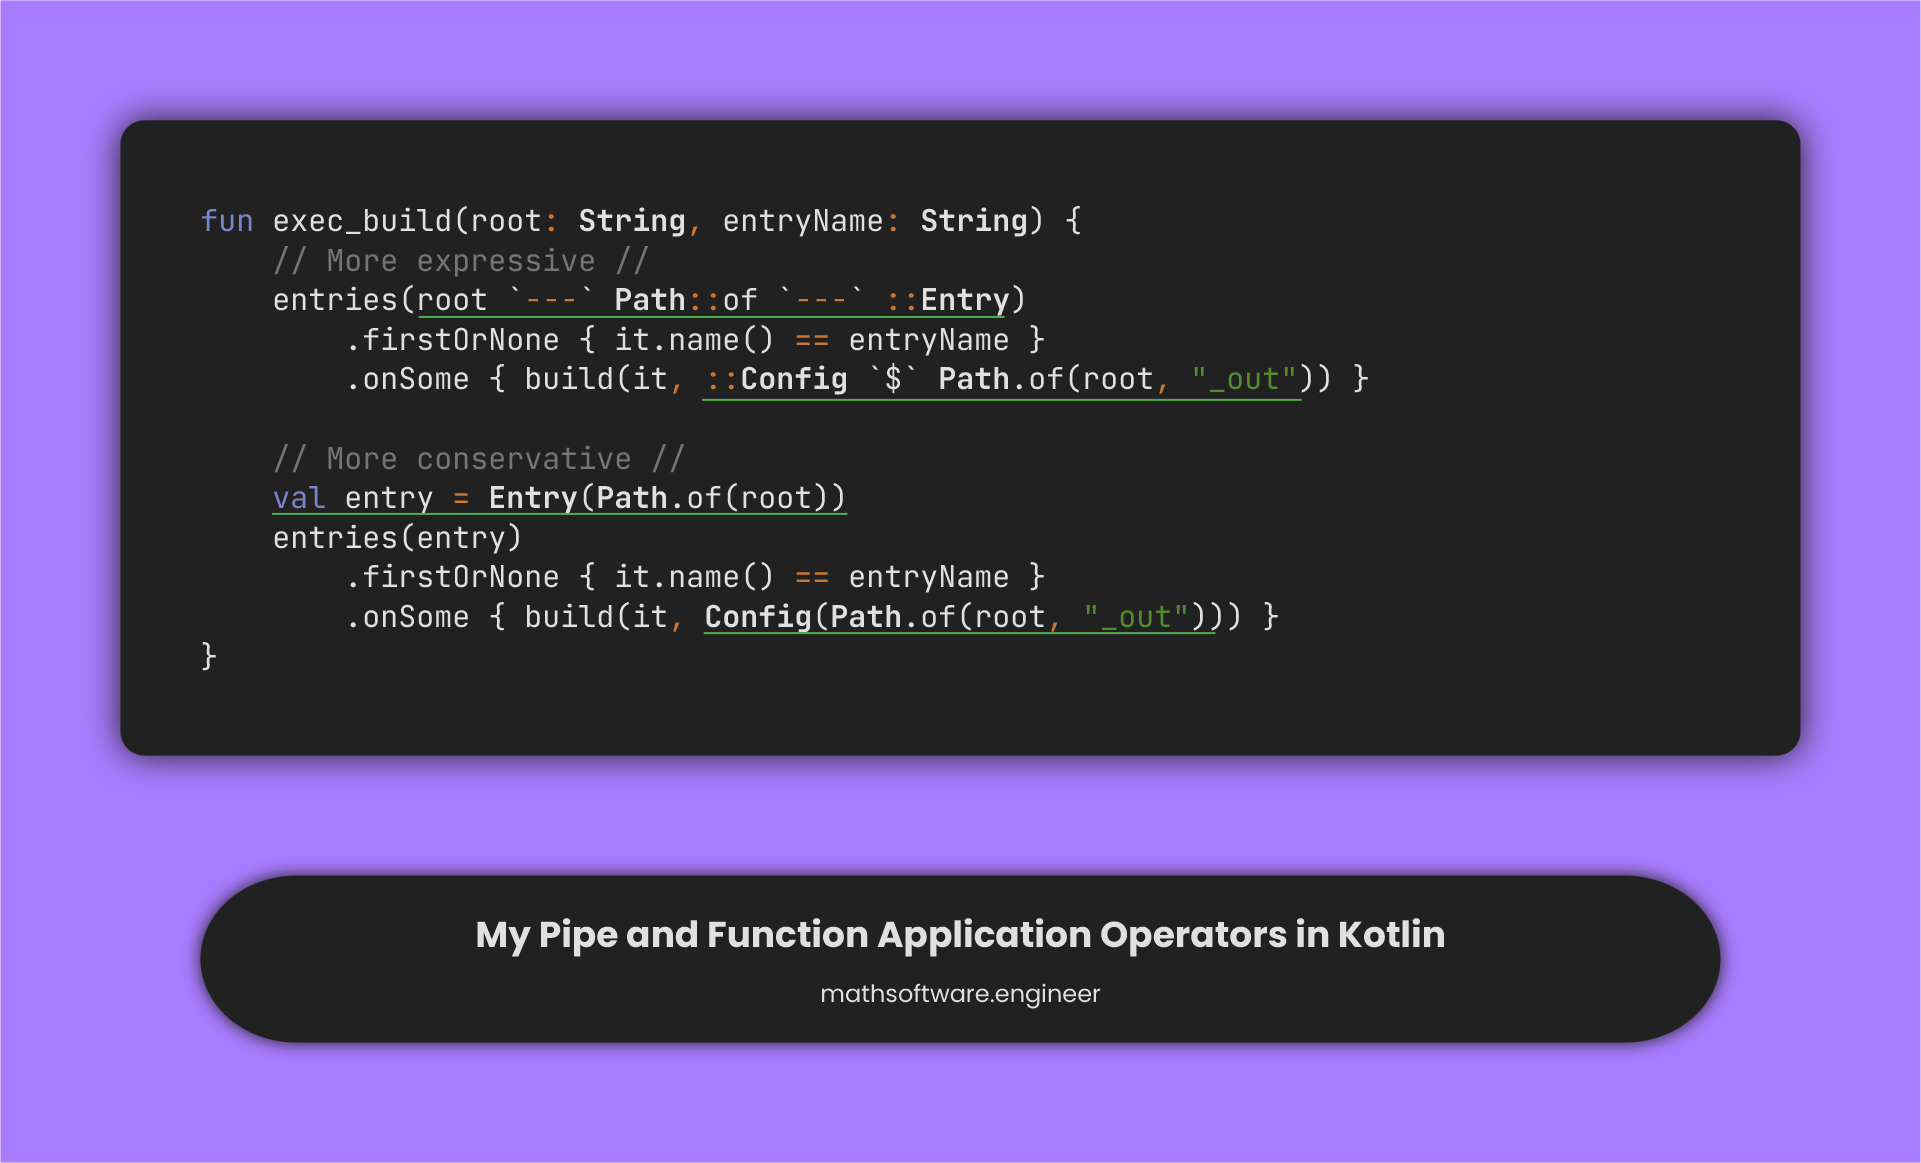 fun exec_build(root: String, entryName: String) {
    // More expressive //
    entries(root `---` Path::of `---` ::Entry)
        .firstOrNone { it.name() == entryName }
        .onSome { build(it, ::Config `$` Path.of(root, "_out")) }
    // More conservative //
    val entry = Entry(Path.of(root))
    entries(entry)
        .firstOrNone { it.name() == entryName }
        .onSome { build(it, Config(Path.of(root, "_out"))) }
}
My Pipe and Function Application Operators in Kotlin
mathsoftware.engineer